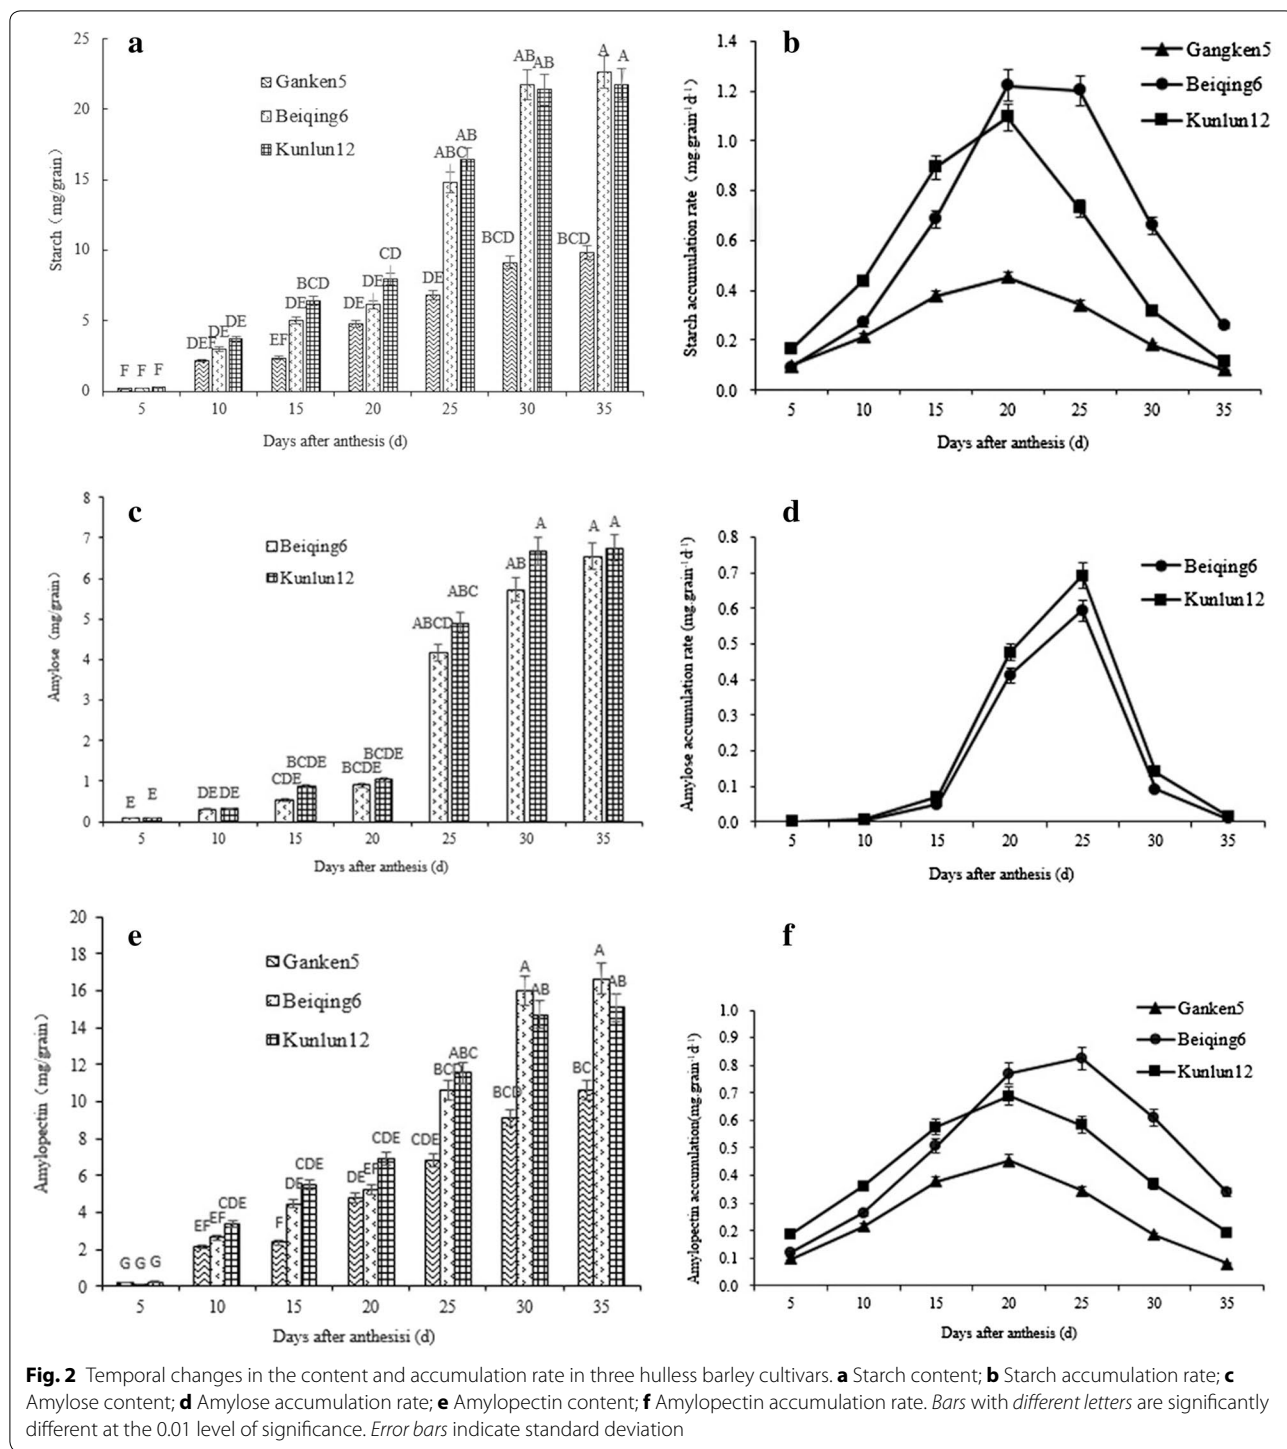 a
25
20
15
10
5
0
Starch（mg/grain）
Ganken5
Beiqing6
Kunlun12
F F F
DEF DE DE
EF DE BCD
DE DE CD
DE ABC AB
BCD AB AB
BCD A A
5 10 15 20 25 30 35
Days after anthesis (d)
b
1.4
1.2
1.0
0.8
0.6
0.4
0.2
0.0
Starch accumulation rate（mg.grain⁻¹d⁻¹）
Gangken5
Beiqing6
Kunlun12
5 10 15 20 25 30 35
Days after anthesis (d)
c
8
7
6
5
4
3
2
1
0
Amylose（mg/grain）
Beiqing6
Kunlun12
E E
DE DE
CDE BCDE
BCDE BCDE
ABCD ABC
AB A
A A
5 10 15 20 25 30 35
Days after anthesis (d)
d
0.8
0.7
0.6
0.5
0.4
0.3
0.2
0.1
0.0
Amylose accumulation rate (mg.grain⁻¹d⁻¹)
Beiqing6
Kunlun12
5 10 15 20 25 30 35
Days after anthesis (d)
e
20
18
16
14
12
10
8
6
4
2
0
Amylopectin（mg/grain）
Ganken5
Beiqing6
Kunlun12
G G G
EF EF CDE
F DE CDE
DE EF CDE
CDE BCD ABC
BCD A AB
BC A AB
5 10 15 20 25 30 35
Days after anthesisi (d)
f
1.0
0.9
0.8
0.7
0.6
0.5
0.4
0.3
0.2
0.1
0.0
Amylopectin accumulation(mg.grain⁻¹d⁻¹)
Ganken5
Beiqing6
Kunlun12
5 10 15 20 25 30 35
Days after anthesis (d)
Fig. 2 Temporal changes in the content and accumulation rate in three hulless barley cultivars. a Starch content; b Starch accumulation rate; c
Amylose content; d Amylose accumulation rate; e Amylopectin content; f Amylopectin accumulation rate. Bars with different letters are significantly
different at the 0.01 level of significance. Error bars indicate standard deviation